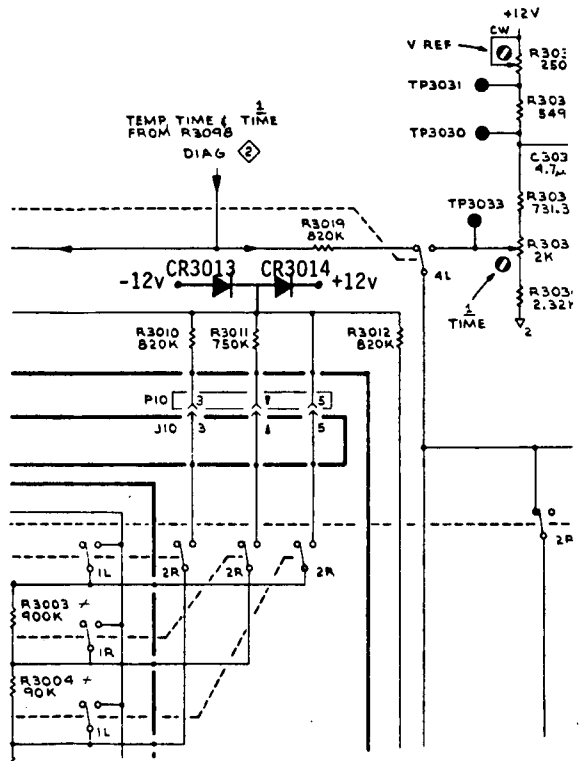 +12V
CW
V REF
R303
250
TP3031
R303
549
TP3030
TEMP, TIME & 1/TIME
FROM R3098
DIAG 2
C303
4.7µ
R303
731.3
TP3033
R3019
820K
R303
2K
4L
CR3013
CR3014
-12v
+12v
1/TIME
R303
2.32K
2
R3010
820K
R3011
750K
R3012
820K
P10
3
5
J10
3
5
2R
1L
2R
2R
2R
R3003
900K
1R
R3004
90K
1L